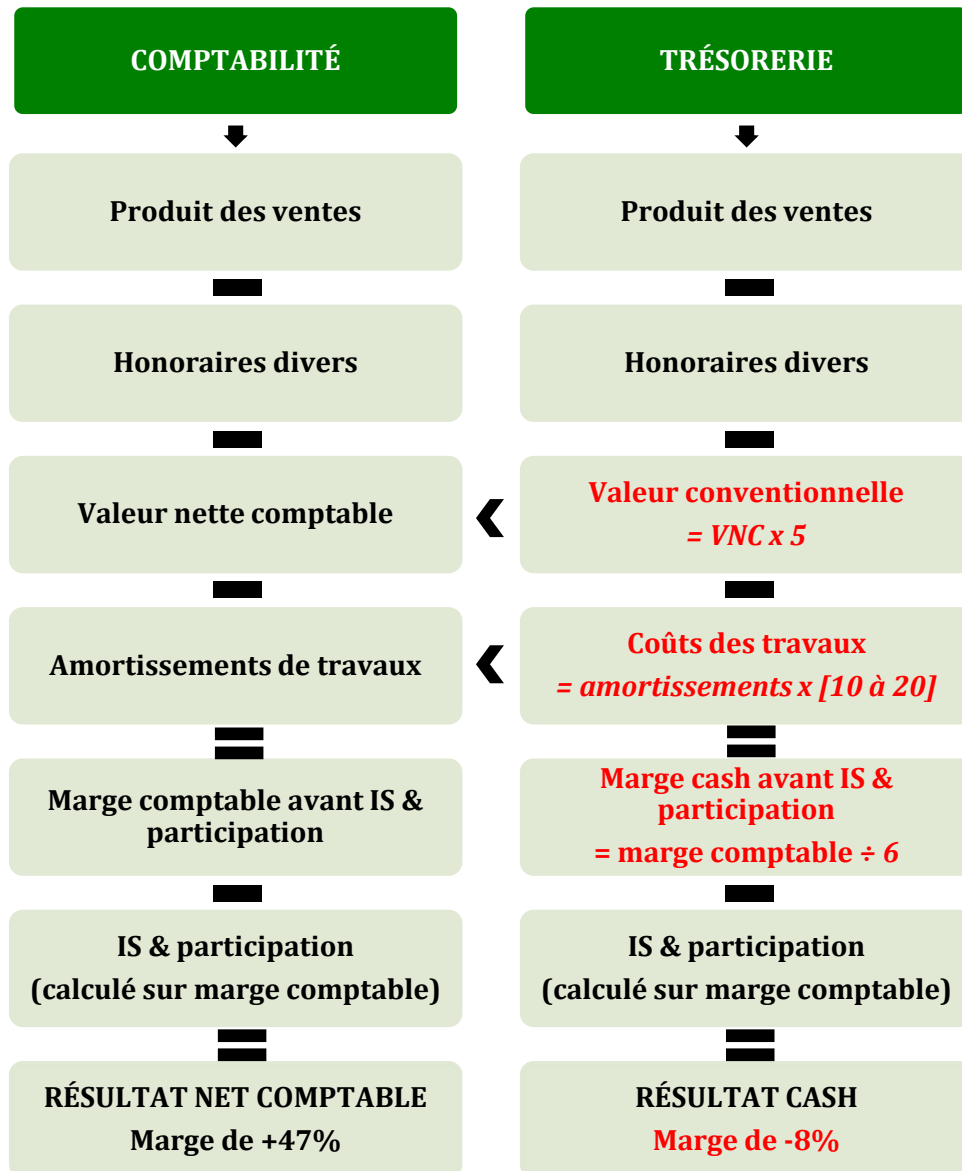 COMPTABILITÉ
Produit des ventes
Honoraires divers
Valeur nette comptable
Amortissements de travaux
Marge comptable avant IS &
participation
IS & participation
(calculé sur marge comptable)
RÉSULTAT NET COMPTABLE
Marge de +47%
TRÉSORERIE
Produit des ventes
Honoraires divers
Valeur conventionnelle
= VNC x 5
Coûts des travaux
= amortissements x [10 à 20]
Marge cash avant IS &
participation
= marge comptable ÷ 6
IS & participation
(calculé sur marge comptable)
RÉSULTAT CASH
Marge de -8%